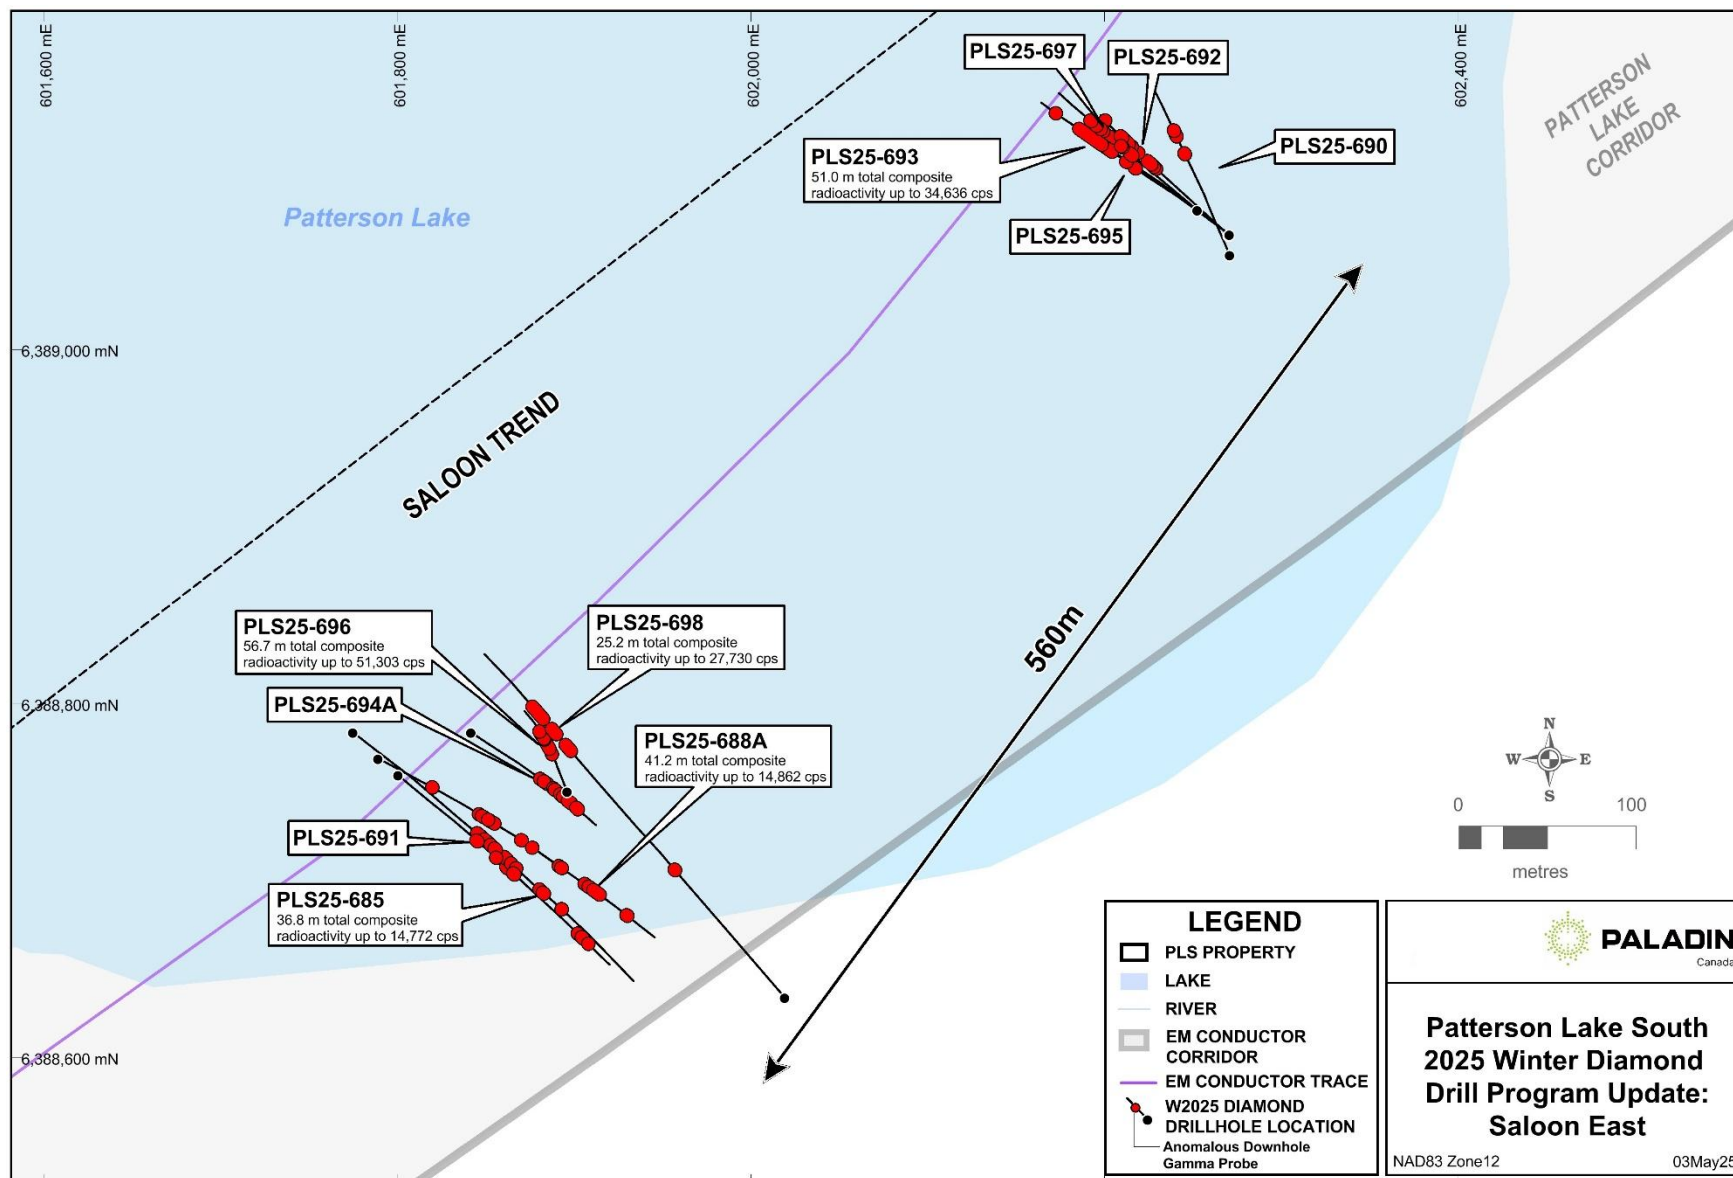 601,600 mE
601,800 mE
602,000 mE
602,400 mE
PLS25-697
PLS25-692
PATTERSON
LAKE
CORRIDOR
PLS25-693
51.0 m total composite
radioactivity up to 34,636 cps
PLS25-690
PLS25-695
Patterson Lake
6,389,000 mN
SALOON TREND
560m
PLS25-696
56.7 m total composite
radioactivity up to 51,303 cps
PLS25-698
25.2 m total composite
radioactivity up to 27,730 cps
PLS25-694A
6,388,800 mN
PLS25-688A
41.2 m total composite
radioactivity up to 14,862 cps
PLS25-691
PLS25-685
36.8 m total composite
radioactivity up to 14,772 cps
6,388,600 mN
N
W E
S
0 100
metres
LEGEND
PLS PROPERTY
LAKE
RIVER
EM CONDUCTOR
CORRIDOR
EM CONDUCTOR TRACE
W2025 DIAMOND
DRILLHOLE LOCATION
Anomalous Downhole
Gamma Probe
PALADIN
Canada
Patterson Lake South
2025 Winter Diamond
Drill Program Update:
Saloon East
NAD83 Zone12 03May25